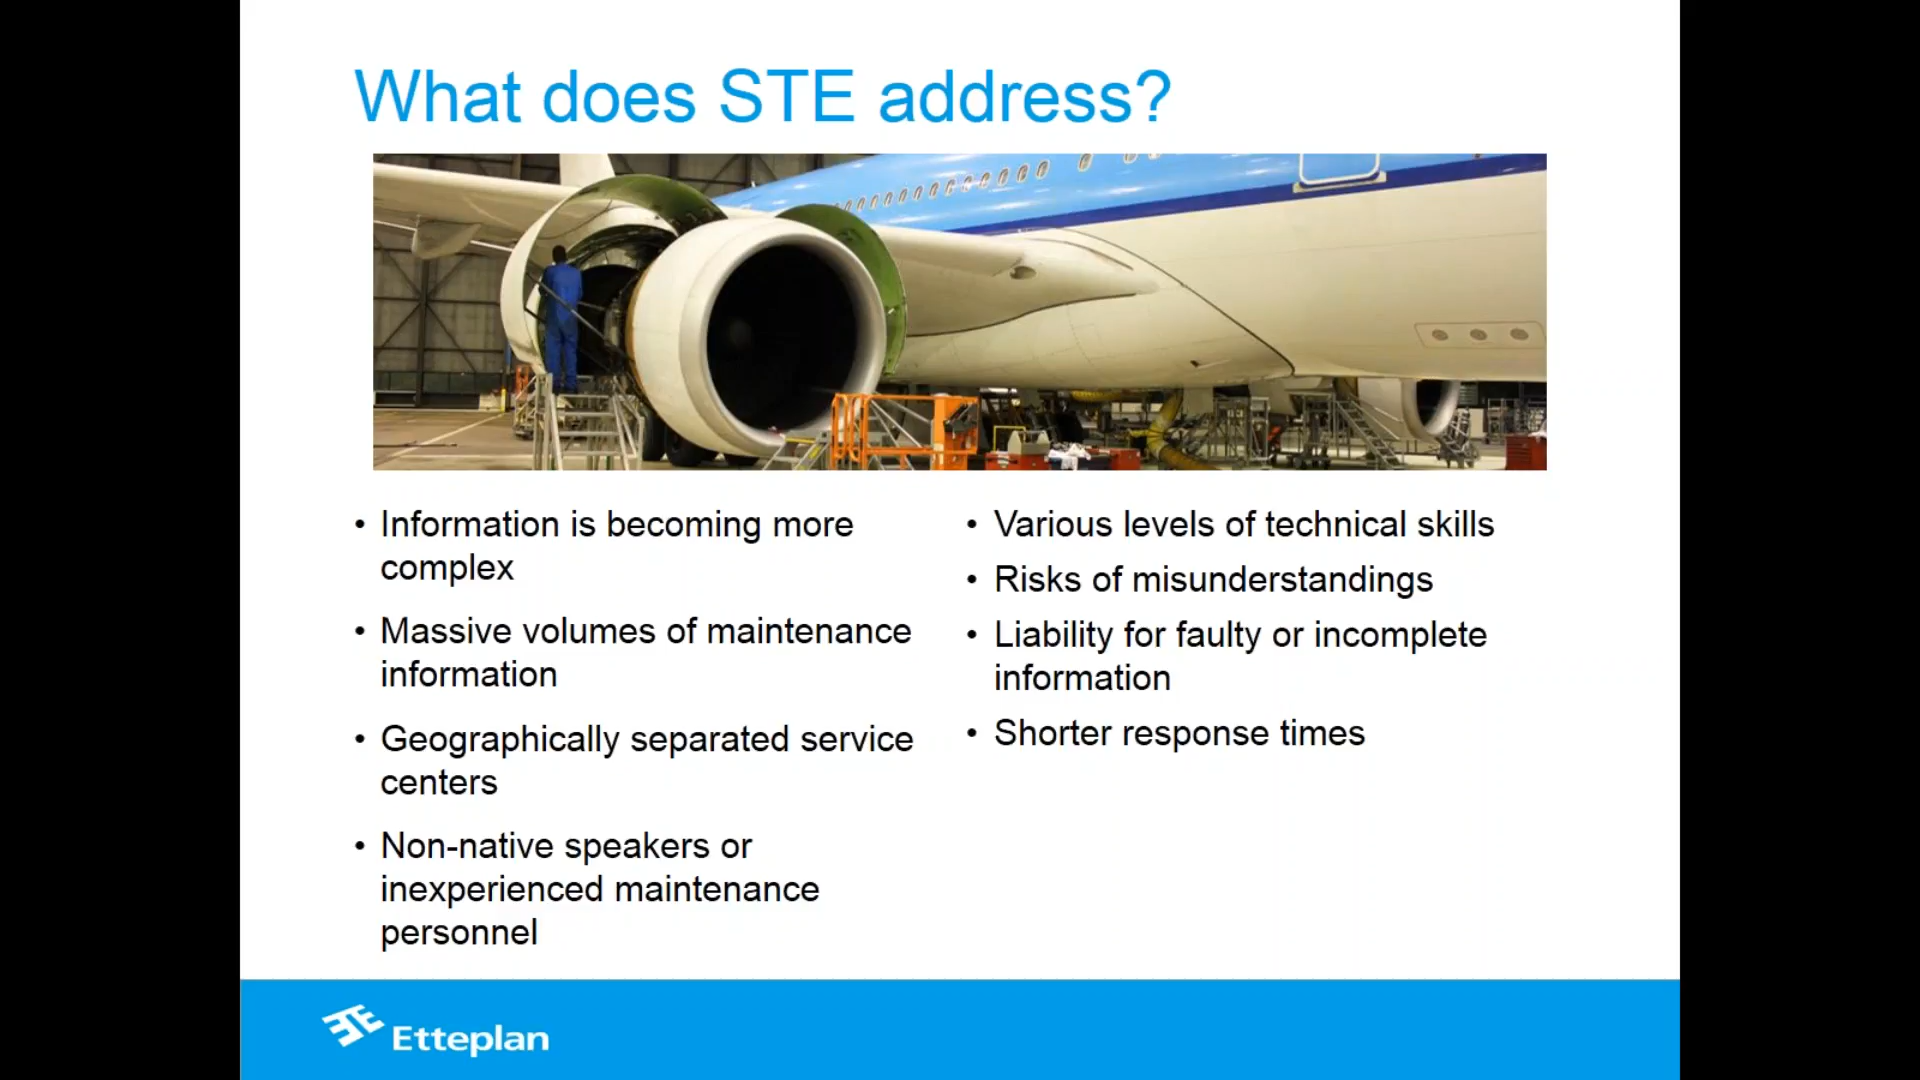 What does STE address?
• Information is becoming more
complex
• Massive volumes of maintenance
information
• Geographically separated service
centers
• Non-native speakers or
inexperienced maintenance
personnel
• Various levels of technical skills
• Risks of misunderstandings
• Liability for faulty or incomplete
information
• Shorter response times
Etteplan